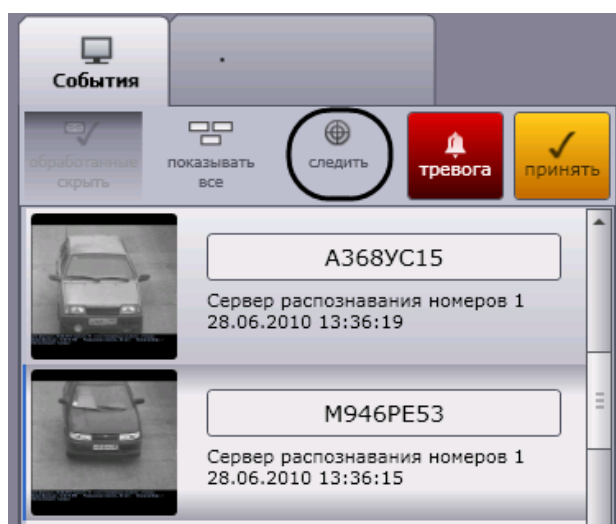 События
обработанные
скрыть
показывать
все
следить
тревога
принять
А368УС15
Сервер распознавания номеров 1
28.06.2010 13:36:19
М946РЕ53
Сервер распознавания номеров 1
28.06.2010 13:36:15